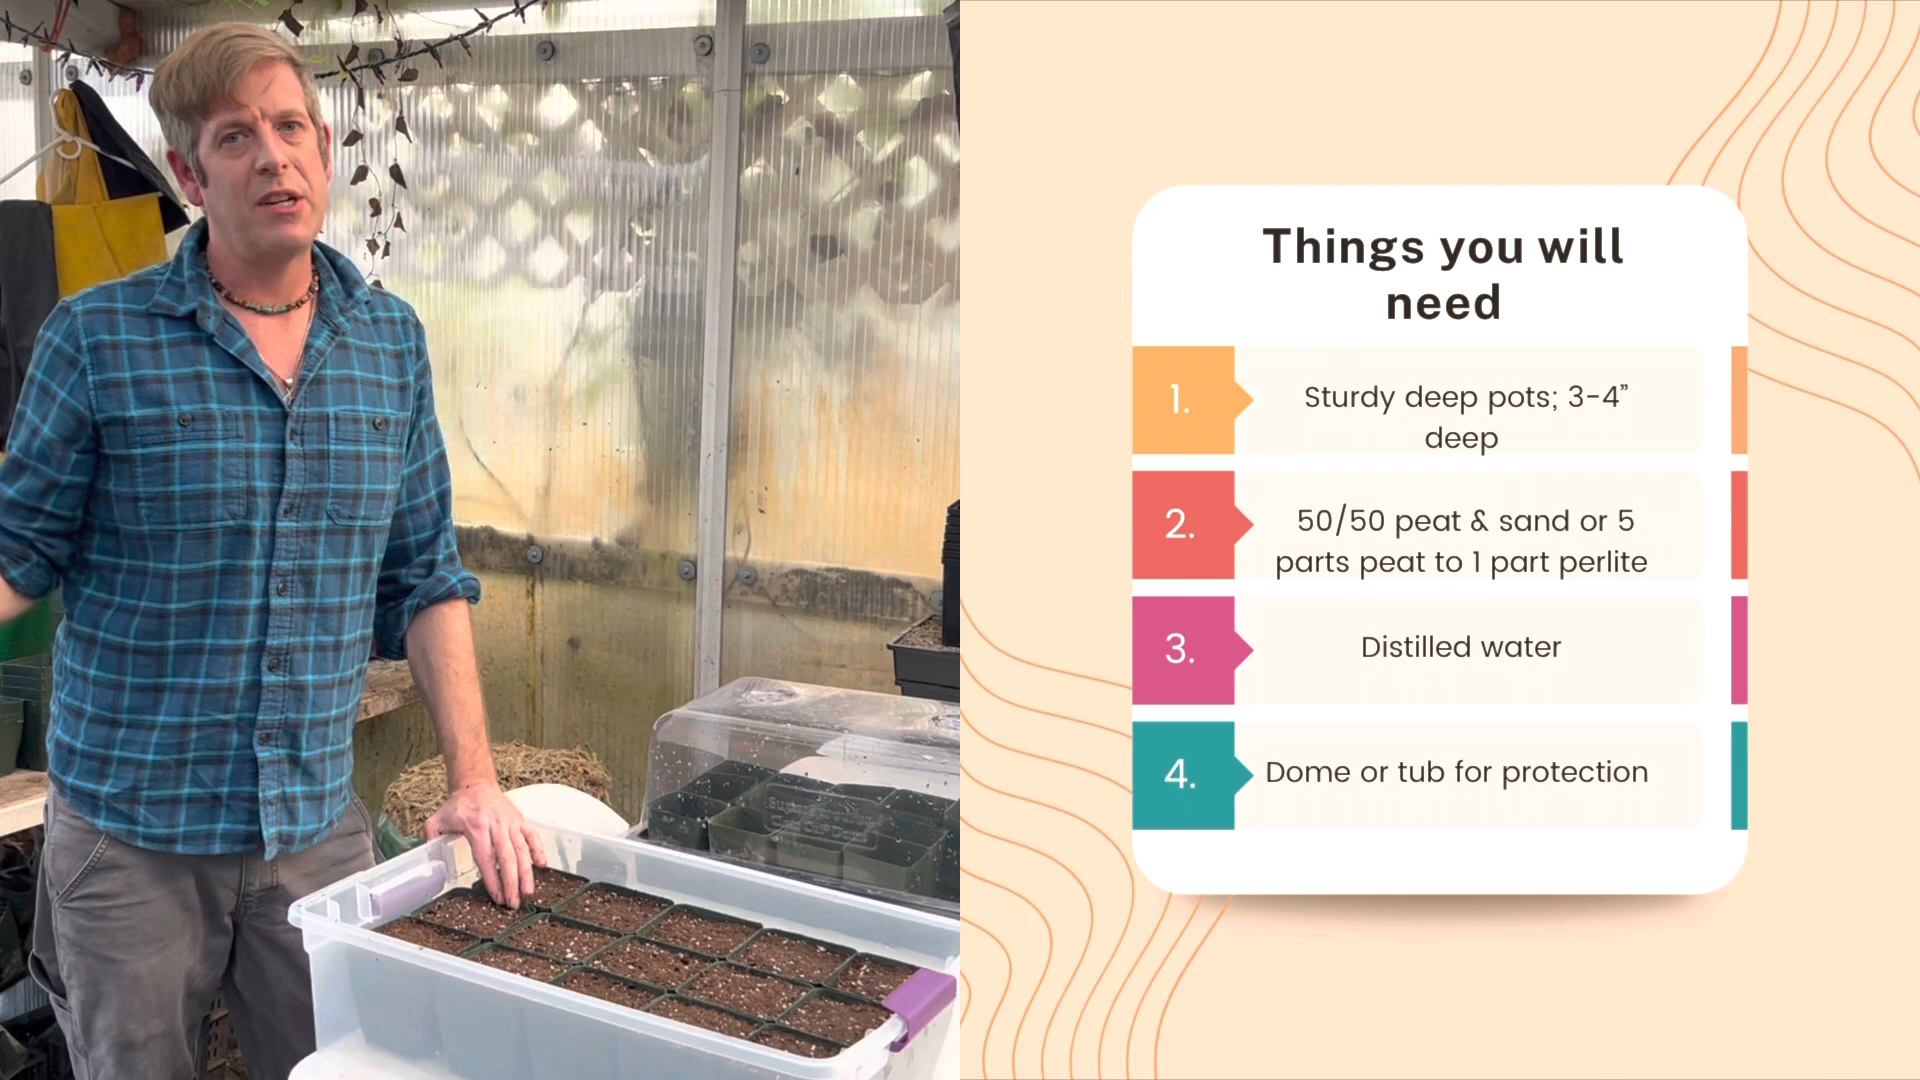 Things you will
need
1.
Sturdy deep pots; 3-4”
deep
2.
50/50 peat & sand or 5
parts peat to 1 part perlite
3.
Distilled water
4.
Dome or tub for protection